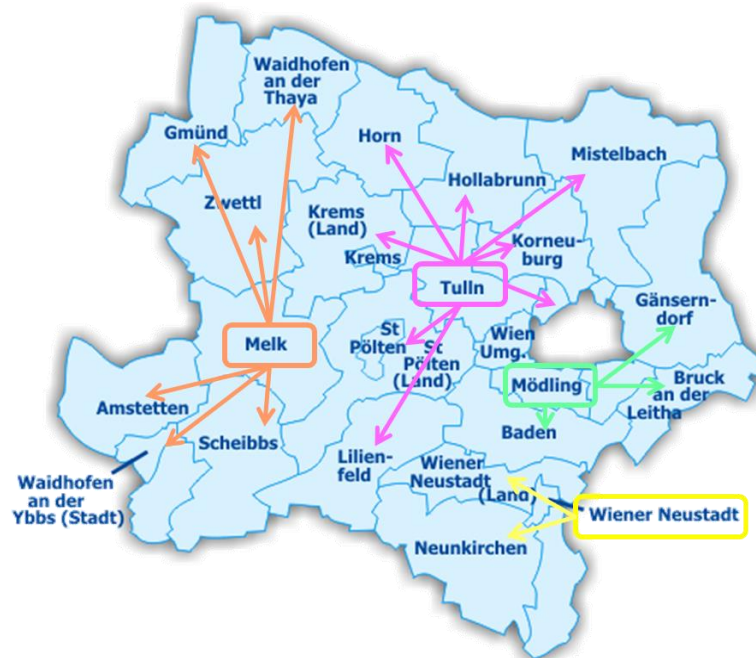 Waidhofen
an der
Thaya
Gmünd
Horn
Mistelbach
Hollabrunn
Zwettl
Krems
(Land)
Korneu-
burg
Krems
Tulln
Gänsern-
dorf
St
Pölten
Melk
Wien
Umg.
St
Pölten
(Land)
Mödling
Bruck
an der
Leitha
Amstetten
Baden
Scheibbs
Lilien-
feld
Wiener
Neustadt
(Land)
Waidhofen
an der
Ybbs (Stadt)
Wiener Neustadt
Neunkirchen